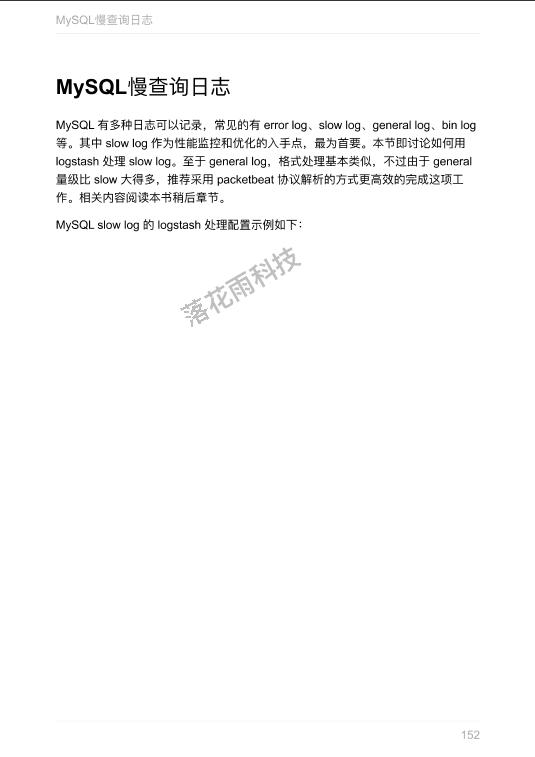 MySQL慢查询日志
MySQL慢查询日志
MySQL 有多种日志可以记录，常见的有 error log、slow log、general log、bin log
等。其中 slow log 作为性能监控和优化的入手点，最为首要。本节即讨论如何用
logstash 处理 slow log。至于 general log，格式处理基本类似，不过由于 general
量级比 slow 大得多，推荐采用 packetbeat 协议解析的方式更高效的完成这项工
作。相关内容阅读本书稍后章节。
MySQL slow log 的 logstash 处理配置示例如下：
落花雨科技
152